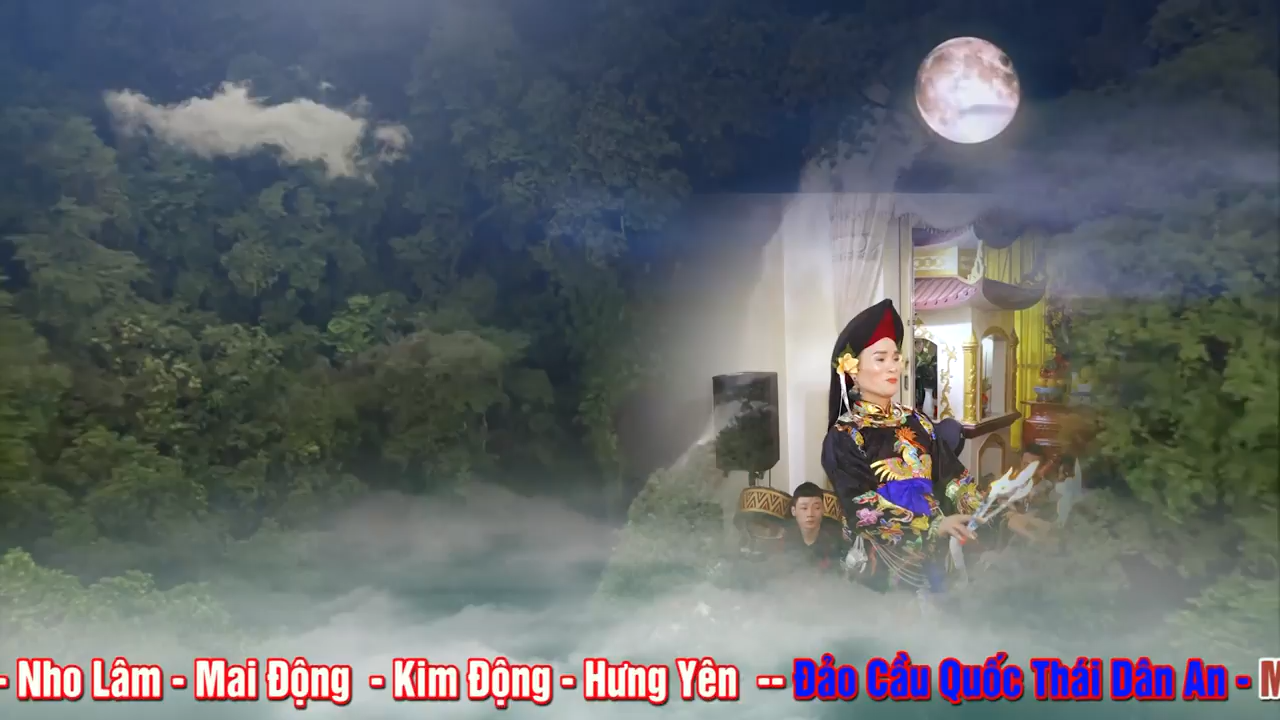 - Nho Lâm - Mai Động - Kim Động - Hưng Yên -- Đảo Cầu Quốc Thái Dân An - M